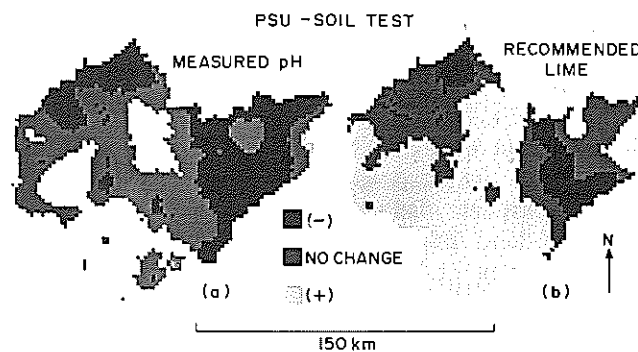 PSU - SOIL TEST
MEASURED pH
RECOMMENDED
LIME
(-)
NO CHANGE
(+)
(a)
(b)
N
150 km